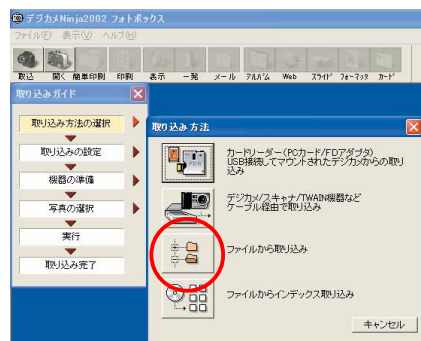 デジカメNinja2002 フォトボックス
ファイル(F) 表示(V) ヘルプ(H)
取込 開く 簡単印刷 印刷 表示 一発 メール アルバム Web スライド フォーカス カード
取り込みガイド
取り込み方法の選択
取り込みの設定
機器の準備
写真の選択
実行
取り込み完了
取り込み方法
カードリーダー(PCカード/FDアダプタ)
USB接続してマウントされたデジカメからの取り
込み
デジカメ/スキャナ/TWAIN機器など
ケーブル経由で取り込み
ファイルから取込み
ファイルからインデックス取り込み
キャンセル